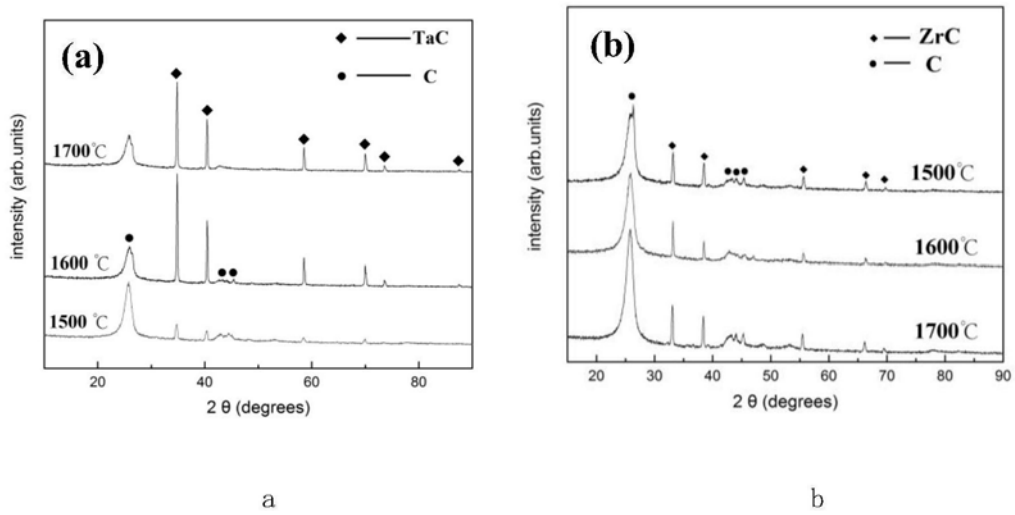 (a)
◆ —— TaC
● —— C
1700℃
1600℃
1500 ℃
intensity (arb.units)
20 40 60 80
2 θ (degrees)
(b)
◆ — ZrC
● — C
1500℃
1600℃
1700℃
intensity (arb.units)
20 30 40 50 60 70 80 90
2 θ (degrees)
a
b